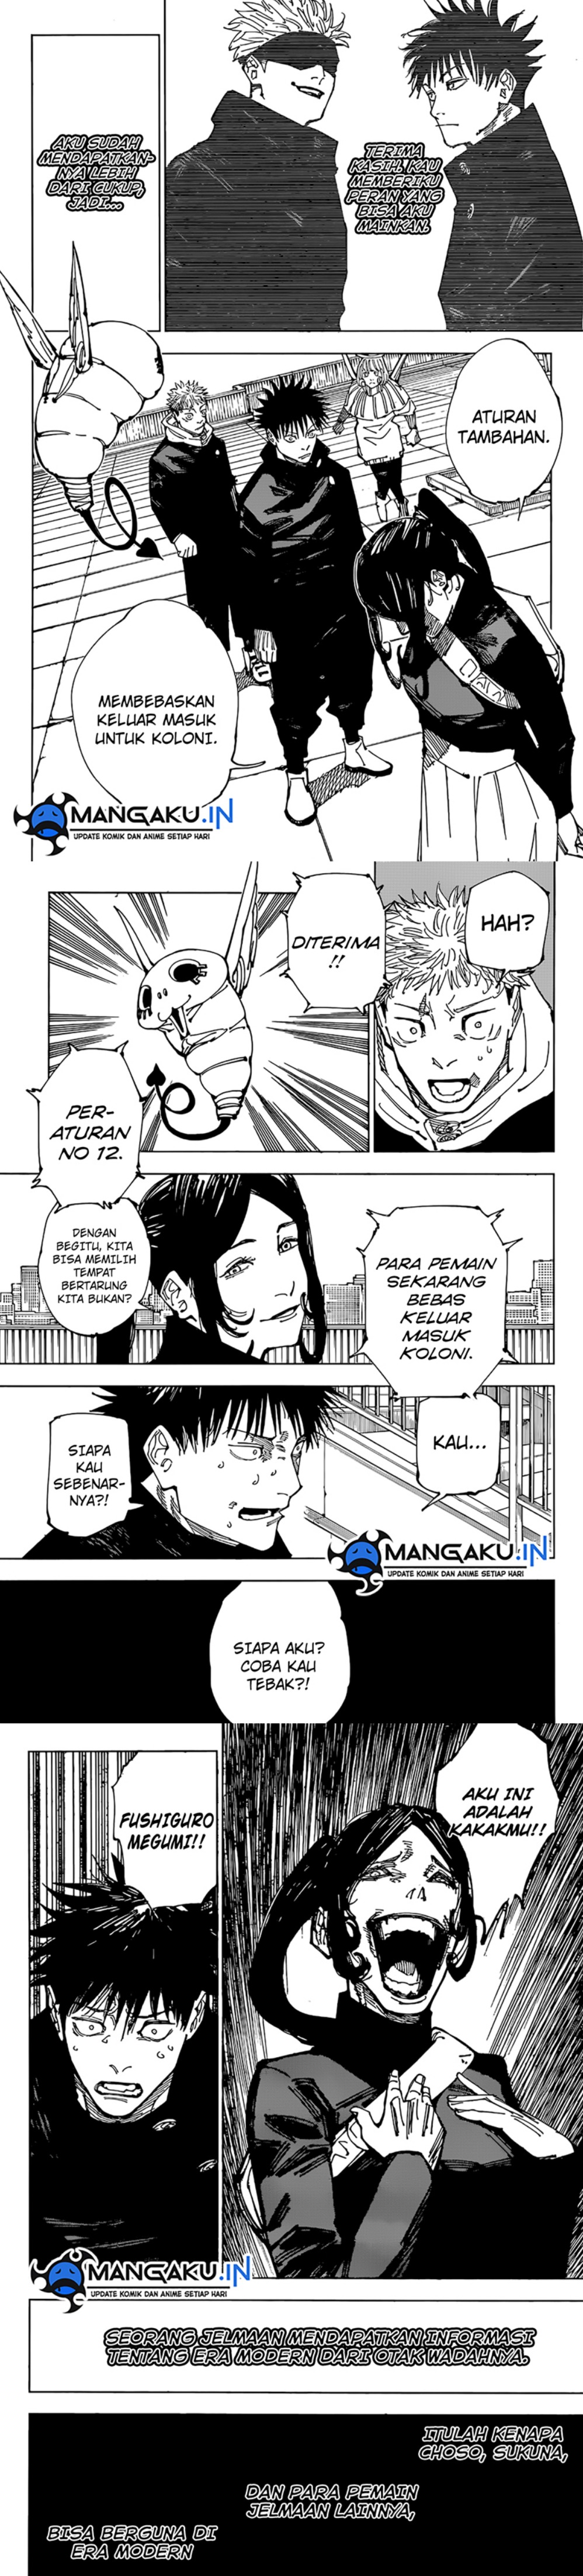 TERIMA
KASIH. KAU
MEMBERIKU
PERAN YANG
BISA AKU
MAINKAN.
AKU SUDAH
MENDAPATKAN-
NYA LEBIH
DARI CUKUP,
JADI...
ATURAN
TAMBAHAN.
MEMBEBASKAN
KELUAR MASUK
UNTUK KOLONI.
MANGAKU.IN
UPDATE KOMIK DAN ANIME SETIAP HARI
HAH?
DITERIMA
!!
PER-
ATURAN
NO 12.
PARA PEMAIN
SEKARANG
BEBAS
KELUAR
MASUK
KOLONI.
DENGAN
BEGITU, KITA
BISA MEMILIH
TEMPAT
BERTARUNG
KITA BUKAN?
KAU...
SIAPA
KAU
SEBENAR-
NYA?!
MANGAKU.IN
UPDATE KOMIK DAN ANIME SETIAP HARI
SIAPA AKU?
COBA KAU
TEBAK?!
AKU INI
ADALAH
KAKAKMU!!
FUSHIGURO
MEGUMI!!
MANGAKU.IN
UPDATE KOMIK DAN ANIME SETIAP HARI
SEORANG JELMAAN MENDAPATKAN INFORMASI
TENTANG ERA MODERN DARI OTAK WADAHNYA.
ITULAH KENAPA
CHOSO, SUKUNA,
DAN PARA PEMAIN
JELMAAN LAINNYA,
BISA BERGUNA DI
ERA MODERN